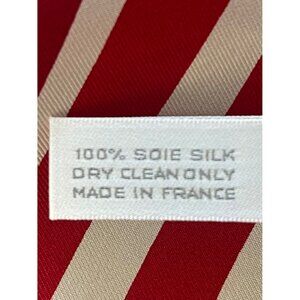 100% SOIE SILK
DRY CLEAN ONLY
MADE IN FRANCE